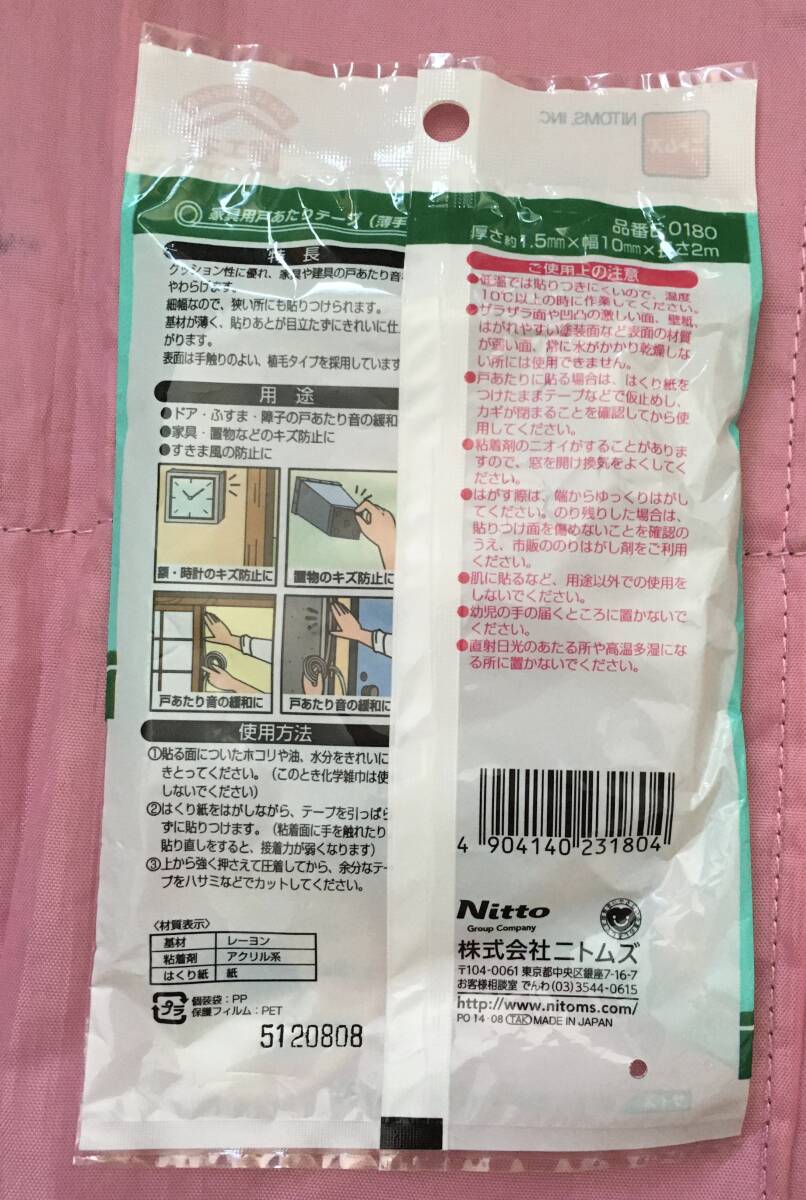 NITOMS, INC.
ニトムズ
家具用戸あたりテープ (薄手
品番E0180
厚さ約1.5mm×幅10mm×長さ2m
特長
クッション性に優れ、家具や建具の戸あたり音
やわらげます。
細幅なので、狭い所にも貼りつけられます。
基材が薄く、貼りあとが目立たずにきれいに仕
がります。
表面は手触りのよい、植毛タイプを採用しています
用途
●ドア・ふすま・障子の戸あたり音の緩和
●家具・置物などのキズ防止に
●すきま風の防止に
額・時計のキズ防止に
置物のキズ防止に
戸あたり音の緩和に
戸あたり音の緩和に
使用方法
①貼る面についたホコリや油、水分をきれいに
きとってください。(このとき化学雑巾は使
しないでください)
②はくり紙をはがしながら、テープを引っぱら
ずに貼りつけます。(粘着面に手を触れたり
貼り直しをすると、接着力が弱くなります)
③上から強く押さえて圧着してから、余分なテー
プをハサミなどでカットしてください。
〈材質表示〉
基材 レーヨン
粘着剤 アクリル系
はくり紙 紙
プラ
個装袋:PP
保護フィルム:PET
5120808
ご使用上の注意
●低温では貼りつきにくいので、温度
10℃以上の時に作業してください。
●ザラザラ面や凹凸の激しい面、壁紙、
はがれやすい塗装面など表面の材質
が弱い面、常に水がかかり乾燥しな
い所には使用できません。
●戸あたりに貼る場合は、はくり紙を
つけたままテープなどで仮止めし、
カギが閉まることを確認してから使
用してください。
●粘着剤のニオイがすることがありま
すので、窓を開け換気をよくしてく
ださい。
●はがす際は、端からゆっくりはがし
てください。のり残りした場合は、
貼りつけ面を傷めないことを確認の
うえ、市販ののりはがし剤をご利用
ください。
●肌に貼るなど、用途以外での使用を
しないでください。
●幼児の手の届くところに置かないで
ください。
●直射日光のあたる所や高温多湿にな
る所に置かないでください。
4 904140 231804
Nitto
Group Company
株式会社ニトムズ
〒104-0061 東京都中央区銀座7-16-7
お客様相談室 でんわ(03)3544-0615
http://www.nitoms.com/
PO 14・08 TAK MADE IN JAPAN
サイズ